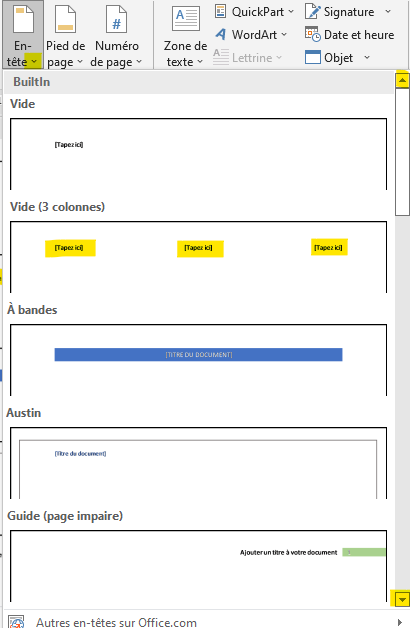 QuickPart
Signature
WordArt
Date et heure
En-tête
Pied de page
Numéro de page
Zone de texte
Lettrine
Objet
BuiltIn
Vide
[Tapez ici]
Vide (3 colonnes)
[Tapez ici] [Tapez ici] [Tapez ici]
À bandes
[TITRE DU DOCUMENT]
Austin
[Titre du document]
Guide (page impaire)
Ajouter un titre à votre document
Autres en-têtes sur Office.com